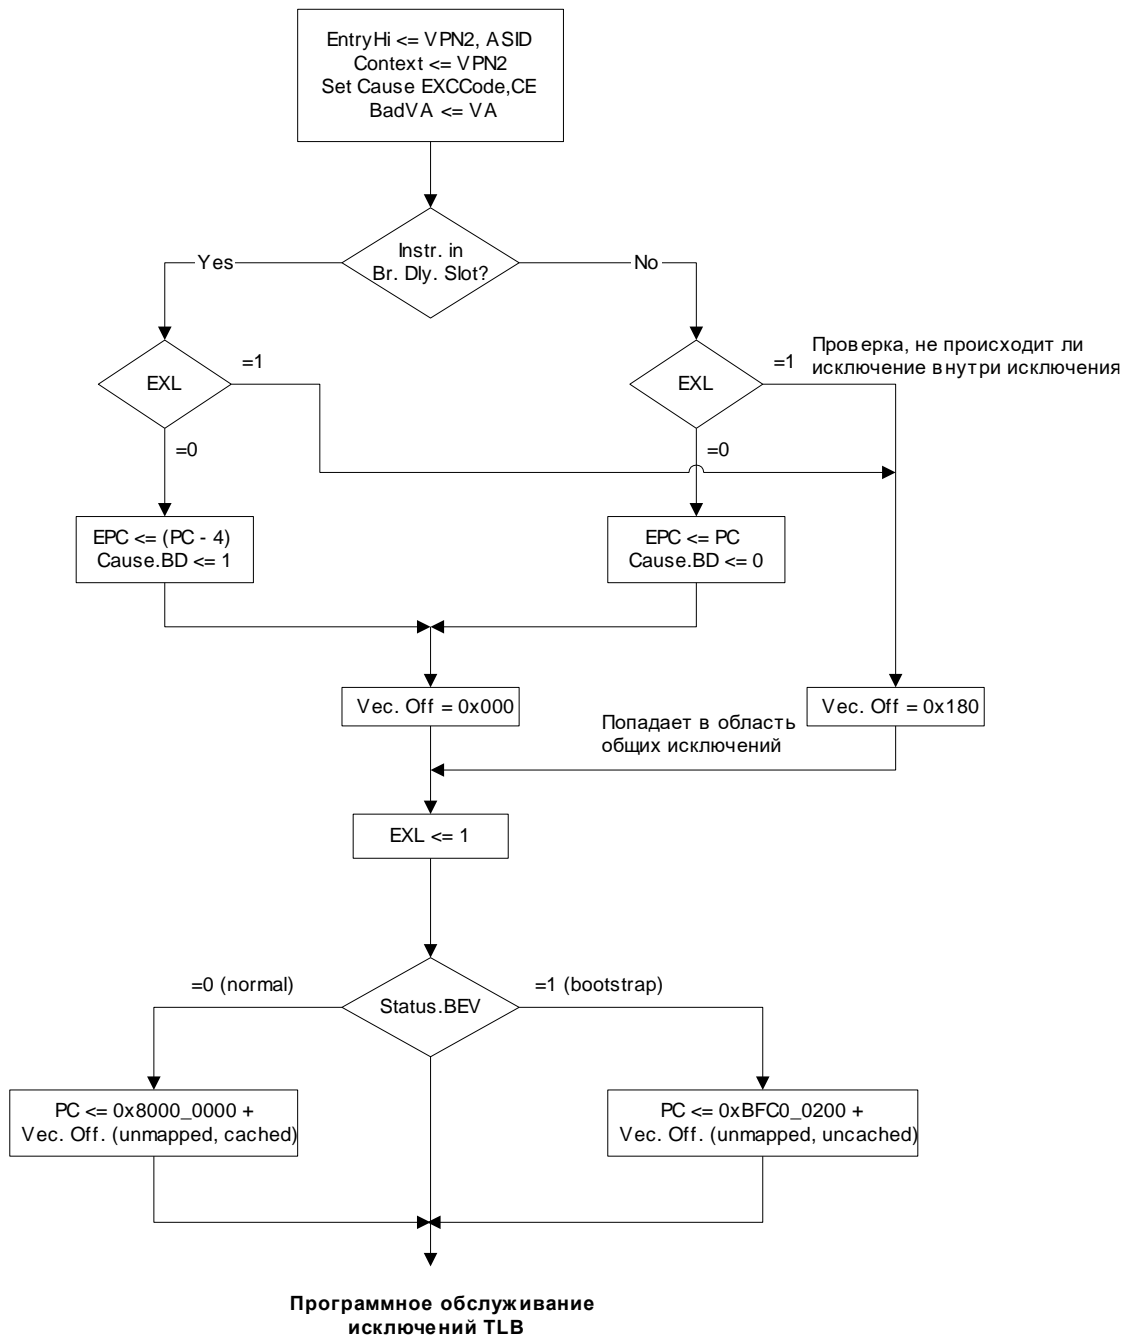 EntryHi <= VPN2, ASID
Context <= VPN2
Set Cause EXCCode,CE
BadVA <= VA
Instr. in
Br. Dly. Slot?
Yes
No
EXL
=1
=0
EXL
=1
=0
Проверка, не происходит ли
исключение внутри исключения
EPC <= (PC - 4)
Cause.BD <= 1
EPC <= PC
Cause.BD <= 0
Vec. Off = 0x000
Vec. Off = 0x180
Попадает в область
общих исключений
EXL <= 1
=0 (normal)
Status.BEV
=1 (bootstrap)
PC <= 0x8000_0000 +
Vec. Off. (unmapped, cached)
PC <= 0xBFC0_0200 +
Vec. Off. (unmapped, uncached)
Программное обслуживание
исключений TLB